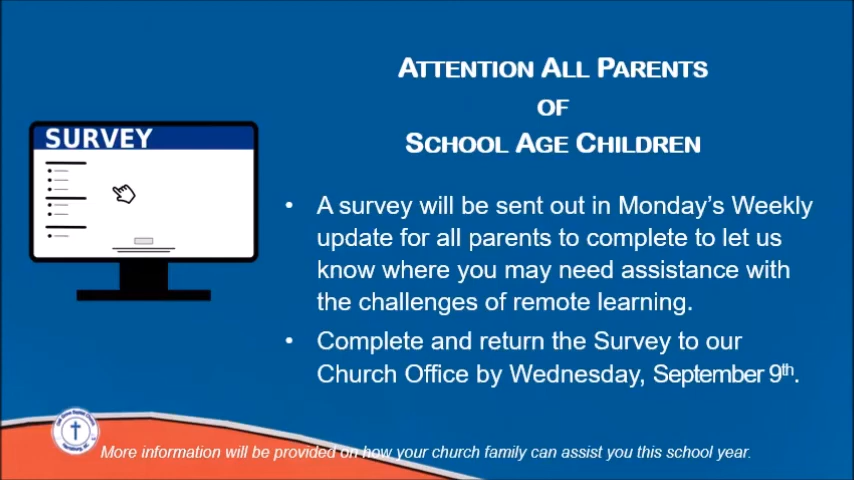 ATTENTION ALL PARENTS
OF
SCHOOL AGE CHILDREN
SURVEY
• A survey will be sent out in Monday's Weekly
update for all parents to complete to let us
know where you may need assistance with
the challenges of remote learning.
• Complete and return the Survey to our
Church Office by Wednesday, September 9th.
More information will be provided on how your church family can assist you this school year.